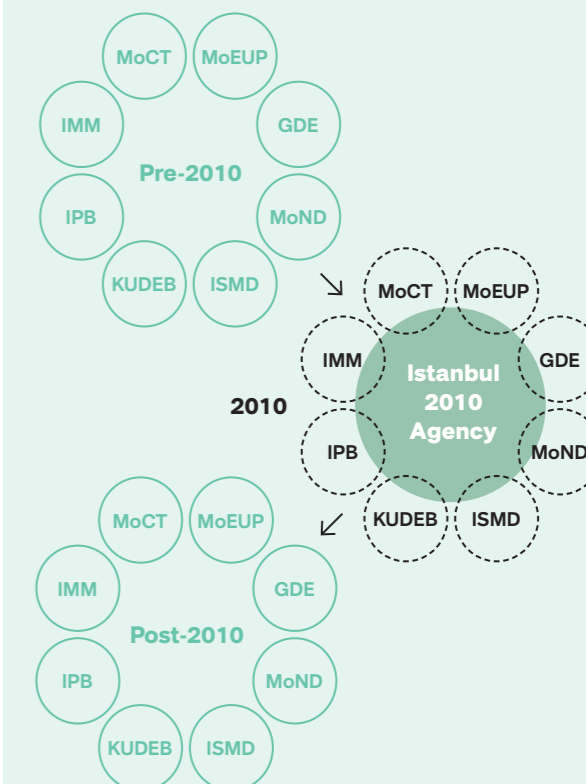 MoCT
MoEUP
IMM
GDE
Pre-2010
IPB
MoND
KUDEB
ISMD
MoCT
MoEUP
IMM
GDE
Istanbul
2010
Agency
2010
IPB
MoND
KUDEB
ISMD
MoCT
MoEUP
IMM
GDE
Post-2010
IPB
MoND
KUDEB
ISMD